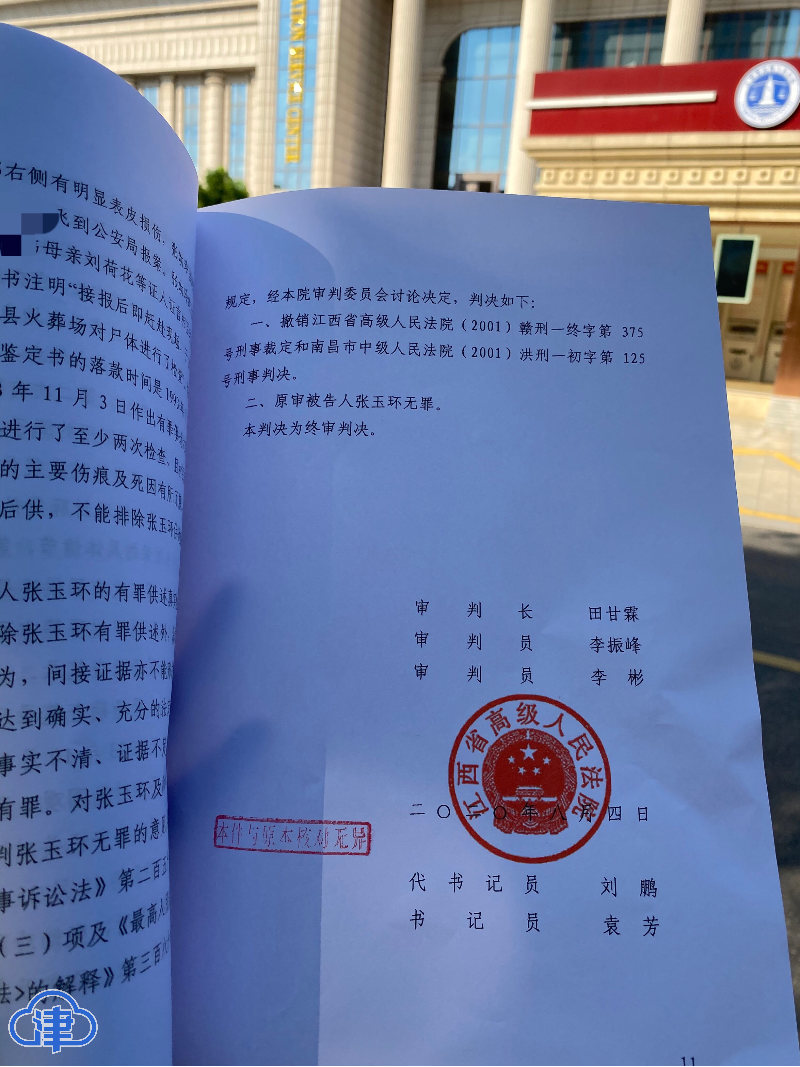 右侧有明显表皮损伤
飞到公安局报案
母亲刘荷花等证人
书注明“接报后即赶赴现场
县火葬场对尸体进行了
鉴定书的落款时间是
年 11 月 3 日作出有
进行了至少两次检查
的主要伤痕及死因有所
后供，不能排除张玉环
人张玉环的有罪供述真
除张玉环有罪供述外
为，间接证据亦不能
达到确实、充分的法
事实不清、证据不
有罪。对张玉环及
判张玉环无罪的意
事诉讼法》第二百五
（三）项及《最高人
法>的解释》第三百
规定，经本院审判委员会讨论决定，判决如下：
一、撤销江西省高级人民法院（2001）赣刑一终字第 375
号刑事裁定和南昌市中级人民法院（2001）洪刑一初字第 125
号刑事判决。
二、原审被告人张玉环无罪。
本判决为终审判决。
审 判 长 田甘霖
审 判 员 李振峰
审 判 员 李 彬
江西省高级人民法院
二〇 〇年八月四日
本件与原本核对无异
代 书 记 员 刘 鹏
书 记 员 袁 芳
11
SERVICE CENTER
津